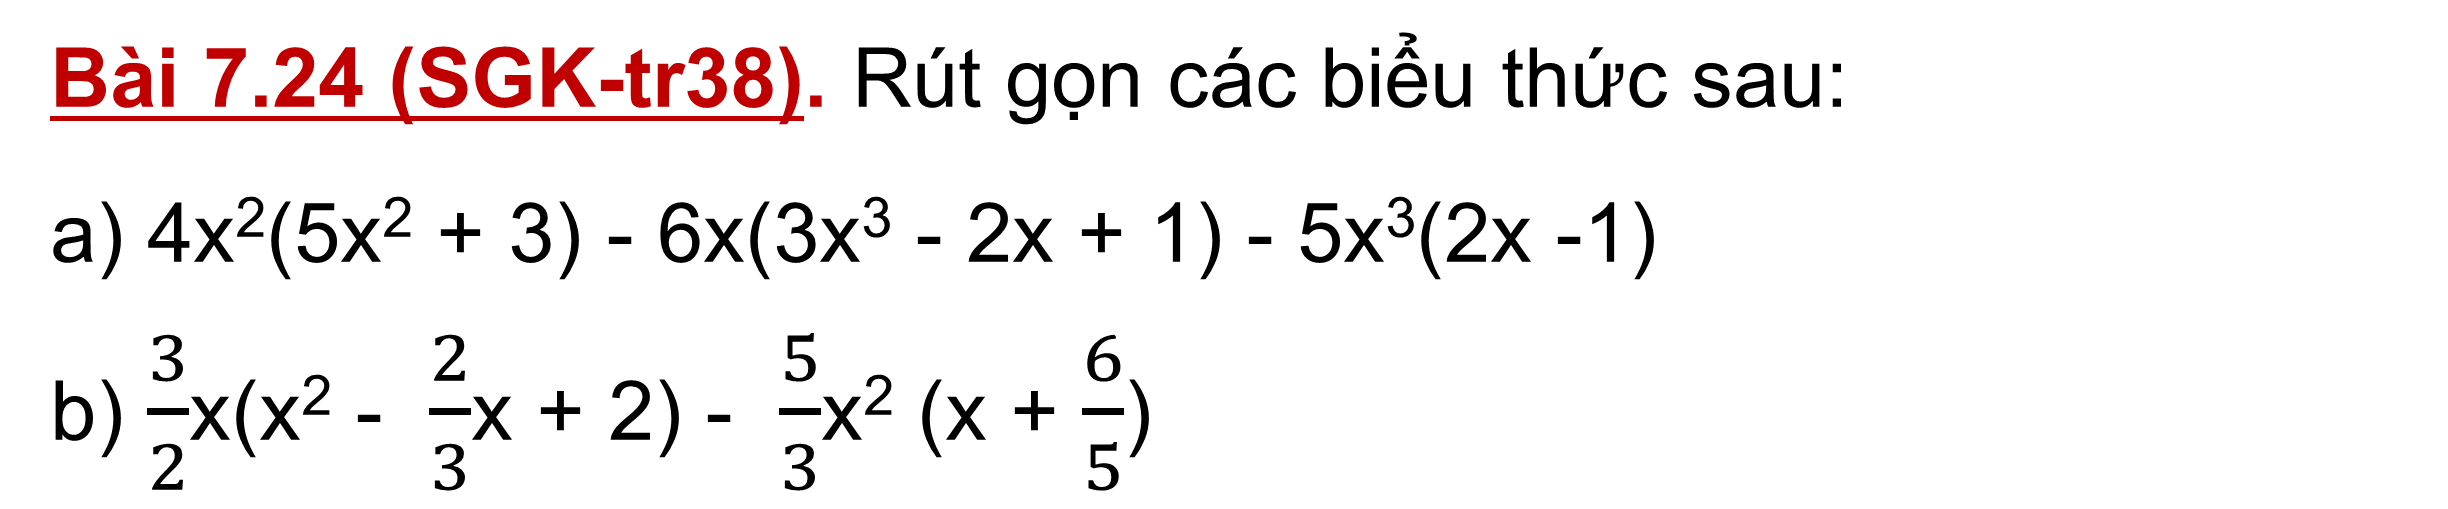 Bài 7.24 (SGK-tr38). Rút gọn các biểu thức sau:
a) 4x²(5x² + 3) - 6x(3x³ - 2x + 1) - 5x³(2x -1)
b) 3/2x(x² - 2/3x + 2) - 5/3x² (x + 6/5)